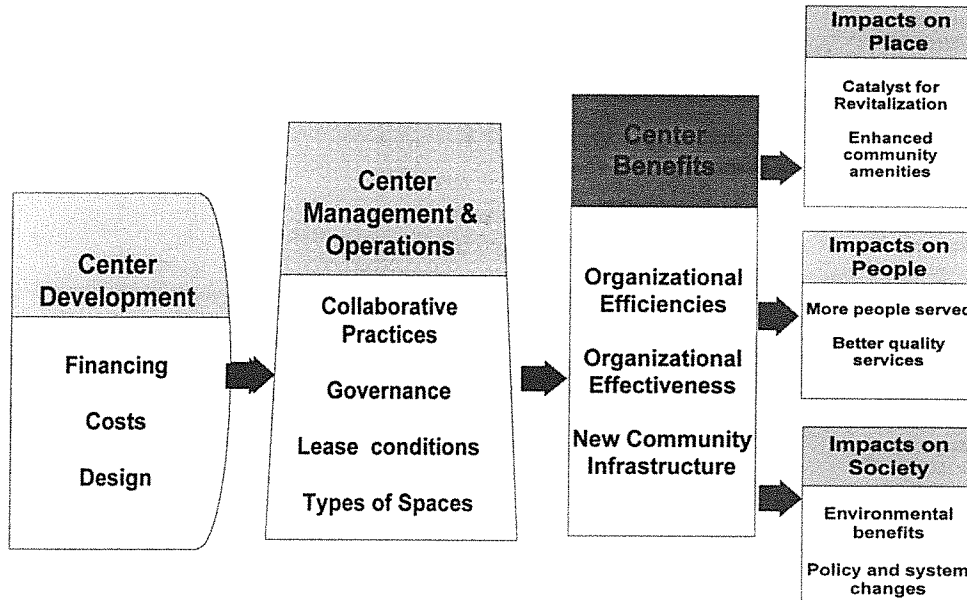 Center
Development
Financing
Costs
Design
Center
Management &
Operations
Collaborative
Practices
Governance
Lease conditions
Types of Spaces
Center
Benefits
Organizational
Efficiencies
Organizational
Effectiveness
New Community
Infrastructure
Impacts on
Place
Catalyst for
Revitalization
Enhanced
community
amenities
Impacts on
People
More people served
Better quality
services
Impacts on
Society
Environmental
benefits
Policy and system
changes